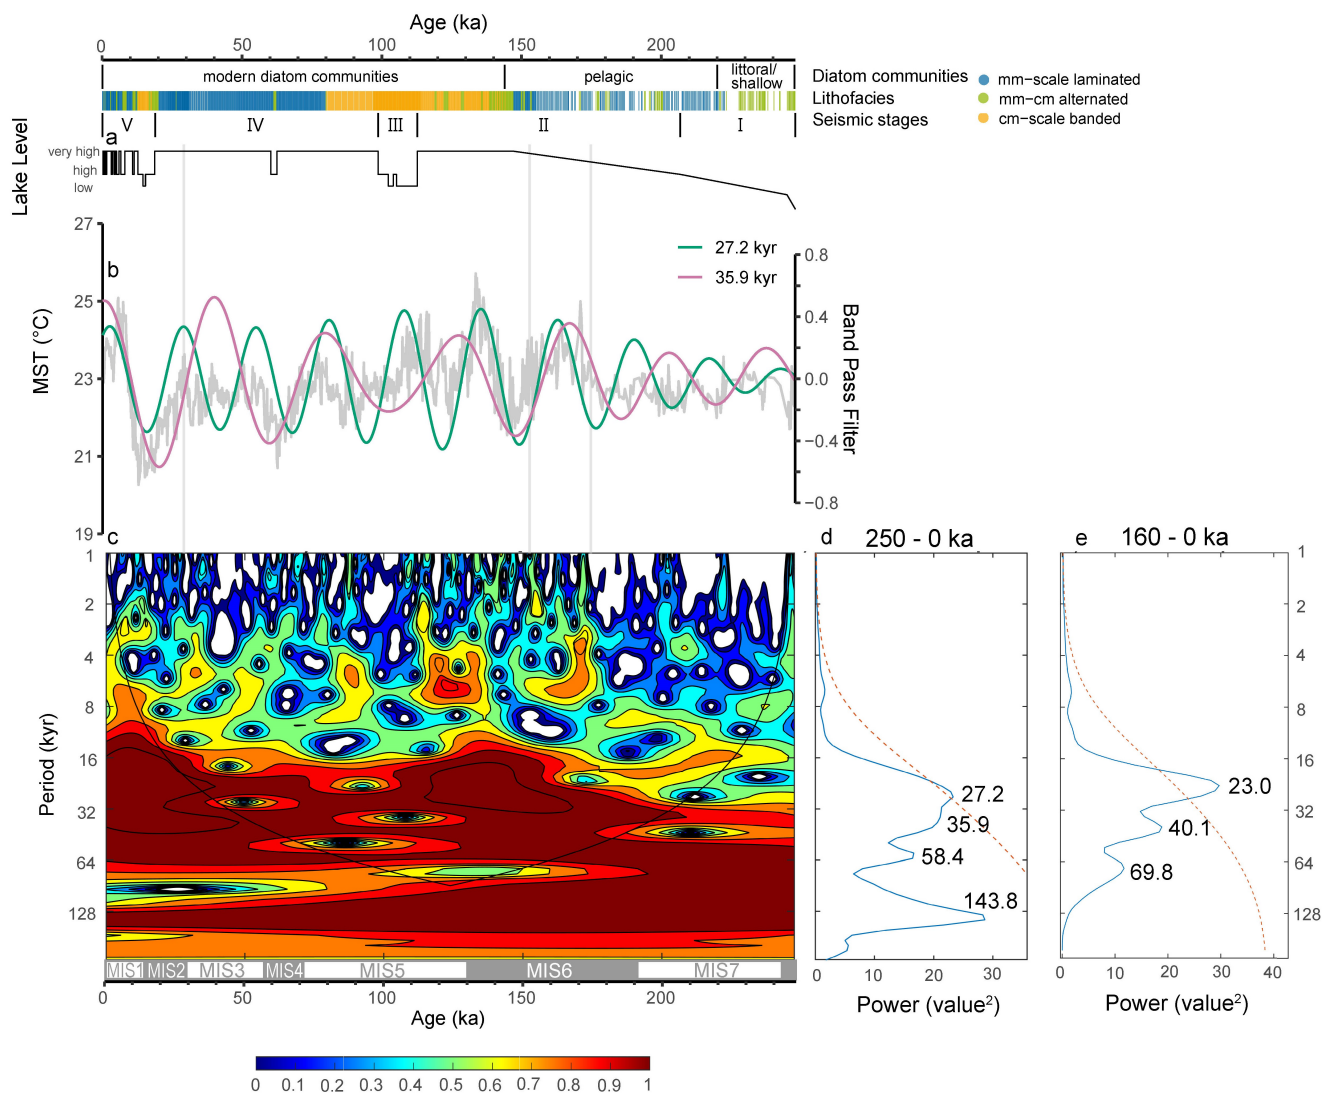 Age (ka)
0 50 100 150 200
modern diatom communities pelagic littoral/ shallow
Diatom communities
Lithofacies
Seismic stages
mm−scale laminated
mm−cm alternated
cm−scale banded
V IV III II I
a
Lake Level
very high
high
low
27
25
23
21
19
MST (°C)
b
27.2 kyr
35.9 kyr
0.8
0.4
0.0
−0.4
−0.8
Band Pass Filter
c
1
2
4
8
16
32
64
128
Period (kyr)
MIS1 MIS2 MIS3 MIS4 MIS5 MIS6 MIS7
0 50 100 150 200
Age (ka)
0 0.1 0.2 0.3 0.4 0.5 0.6 0.7 0.8 0.9 1
d 250 - 0 ka
27.2
35.9
58.4
143.8
0 10 20 30
Power (value²)
e 160 - 0 ka
23.0
40.1
69.8
1
2
4
8
16
32
64
128
0 10 20 30 40
Power (value²)